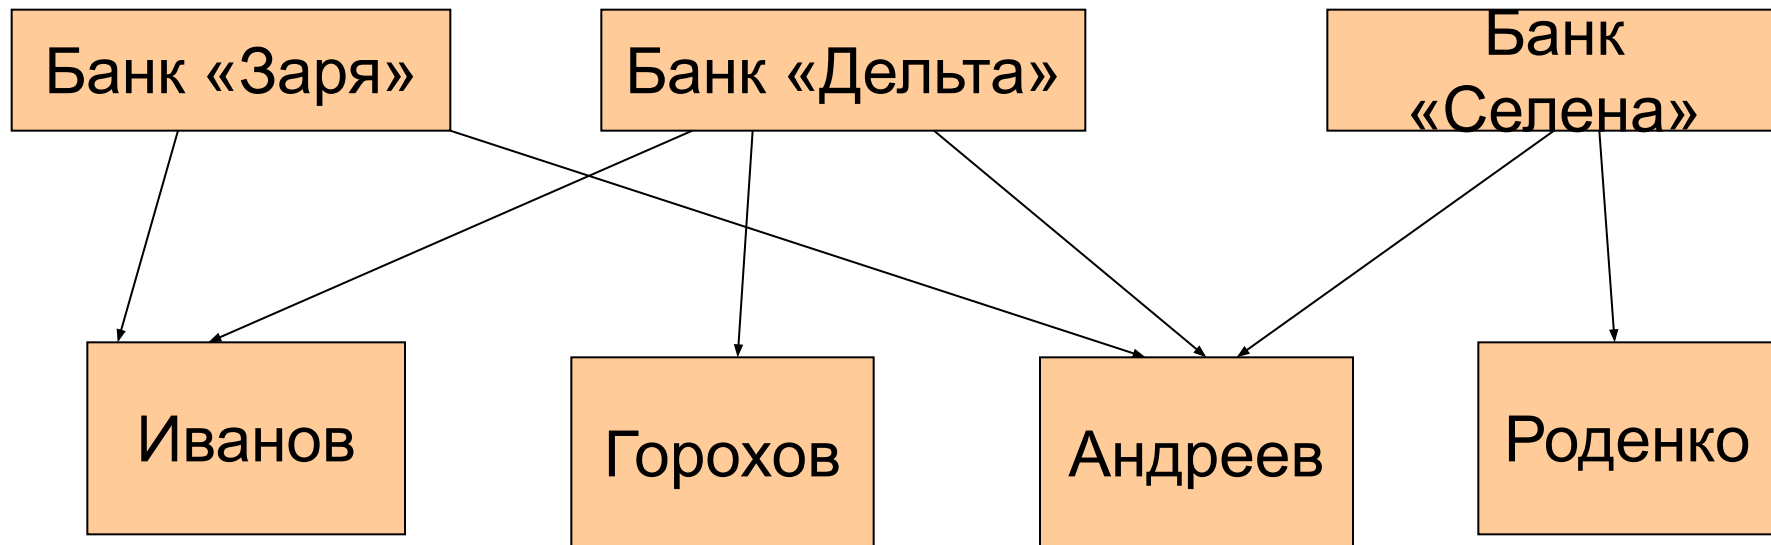 Банк «Заря»
Банк «Дельта»
Банк
«Селена»
Иванов
Горохов
Андреев
Роденко